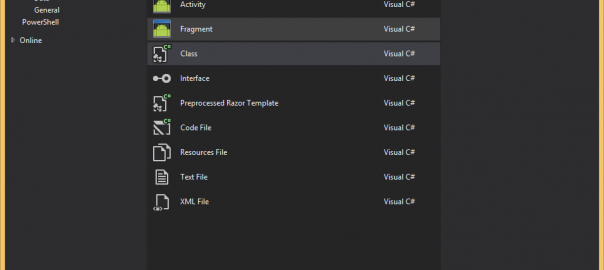 General
PowerShell
Online
Activity Visual C#
Fragment Visual C#
Class Visual C#
Interface Visual C#
Preprocessed Razor Template Visual C#
Code File Visual C#
Resources File Visual C#
Text File Visual C#
XML File Visual C#